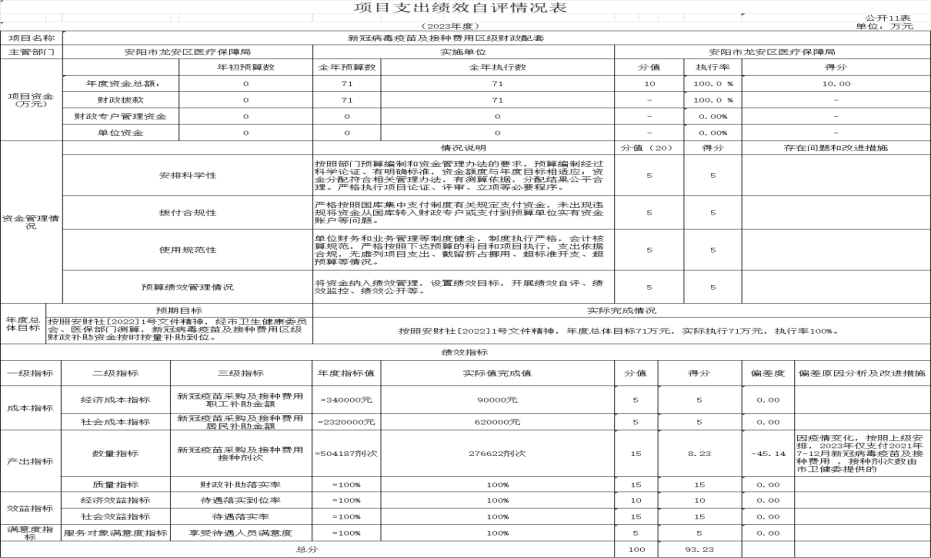 项目支出绩效自评情况表
公开11表
（2023年度）
单位：万元
项目名称 新冠病毒疫苗及接种费用区级财政配套
主管部门 安阳市龙安区医疗保障局 实施单位 安阳市龙安区医疗保障局
项目资金（万元） 年初预算数 全年预算数 全年执行数 分值 执行率 得分
年度资金总额： 0 71 71 10 100.0 % 10.00
财政拨款 0 71 71 - 100.0 % -
财政专户管理资金 0 0 0 - 0.00% -
单位资金 0 0 0 - 0.00% -
资金管理情况
情况说明 分值（20） 得分 存在问题和改进措施
安排科学性
按照部门预算编制和资金管理办法的要求，预算编制经过
科学论证、有明确标准，资金额度与年度目标相适应；资
金分配符合相关管理办法，有测算依据，分配结果公平合
理。严格执行项目论证、评审、立项等必要程序。
5 5
拨付合规性
严格按照国库集中支付制度有关规定支付资金，未出现违
规将资金从国库转入财政专户或支付到预算单位实有资金
账户等问题。
5 5
使用规范性
单位财务和业务管理等制度健全，制度执行严格，会计核
算规范，严格按照下达预算的科目和项目执行，支出依据
合规，无虚列项目支出、截留挤占挪用、超标准开支、超
预算等情况。
5 5
预算绩效管理情况
将资金纳入绩效管理，设置绩效目标，开展绩效自评、绩
效监控、绩效公开等。
5 5
年度总体目标
预期目标 实际完成情况
按照安财社[2022]1号文件精神，经市卫生健康委员
会、医保部门测算，新冠病毒疫苗及接种费用区级
财政补助资金按时按量补助到位。
按照安财社[2022]1号文件精神，年度总体目标71万元，实际执行71万元，执行率100%。
绩效指标
一级指标 二级指标 三级指标 年度指标值 实际值完成值 分值 得分 偏差度 偏差原因分析及改进措施
成本指标
经济成本指标 新冠疫苗采购及接种费用职工补助金额 =340000元 90000元 5 5 0.00
社会成本指标 新冠疫苗采购及接种费用居民补助金额 =2320000元 620000元 5 5 0.00
产出指标
数量指标 新冠疫苗采购及接种费用接种剂次 =504187剂次 276622剂次 15 8.23 -45.14
因疫情变化，按照上级安
排，2023年仅支付2021年
7-12月新冠病毒疫苗及接
种费用 ，接种剂次数由
市卫健委提供的
质量指标 财政补助落实率 =100% 100% 15 15 0.00
效益指标
经济效益指标 待遇落实到位率 =100% 100% 10 10 0.00
社会效益指标 待遇落实率 =100% 100% 15 15 0.00
满意度指标 服务对象满意度指标 享受待遇人员满意度 =100% 100% 5 5 0.00
总分 100 93.23